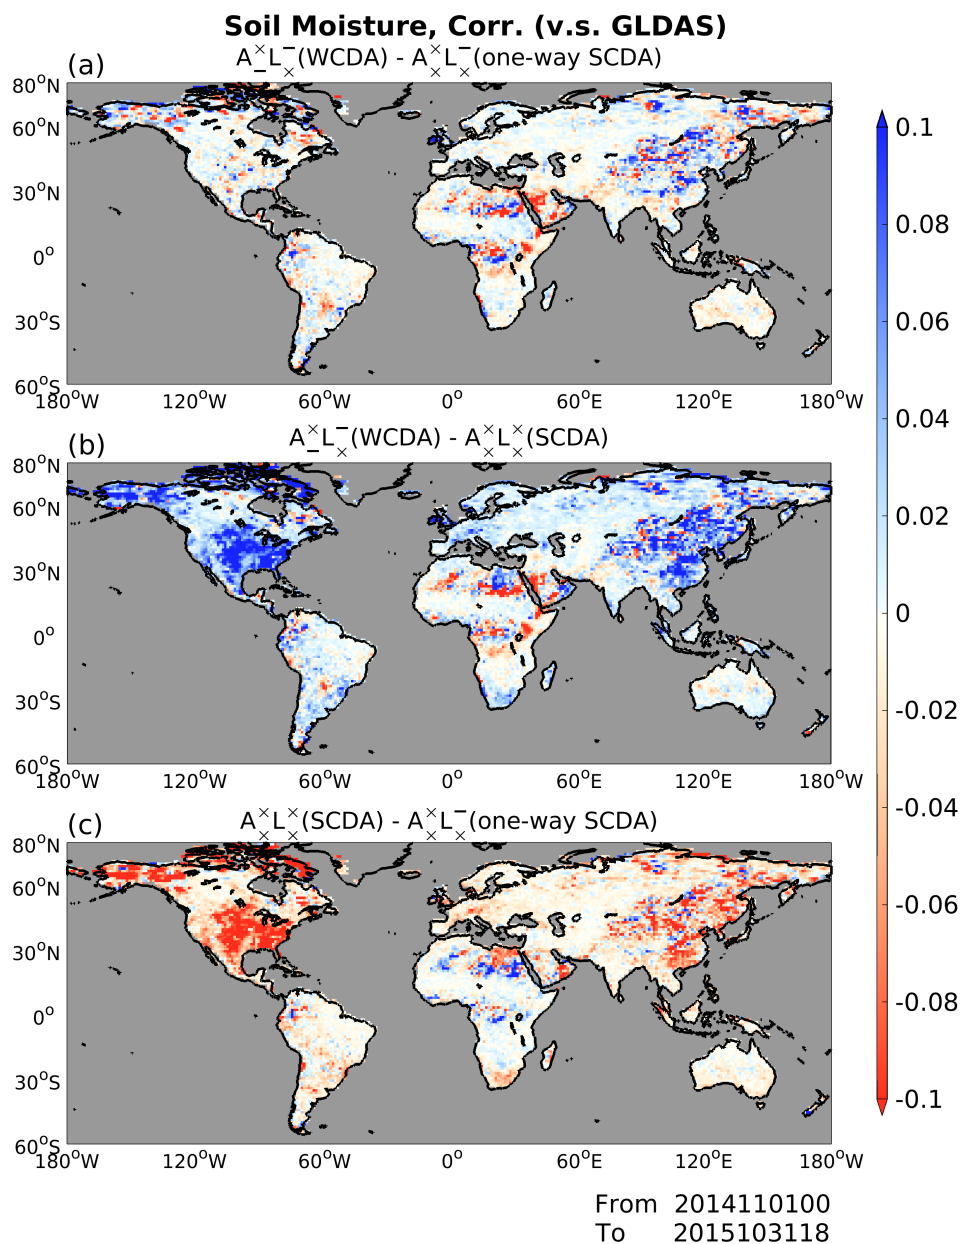 Soil Moisture, Corr. (v.s. GLDAS)
(a) A×−L−×(WCDA) - A××L−×(one-way SCDA)
80°N
60°N
30°N
0°
30°S
60°S
180°W 120°W 60°W 0° 60°E 120°E 180°W
(b) A×−L−×(WCDA) - A××L××(SCDA)
80°N
60°N
30°N
0°
30°S
60°S
180°W 120°W 60°W 0° 60°E 120°E 180°W
(c) A××L××(SCDA) - A××L−×(one-way SCDA)
80°N
60°N
30°N
0°
30°S
60°S
180°W 120°W 60°W 0° 60°E 120°E 180°W
0.1
0.08
0.06
0.04
0.02
0
-0.02
-0.04
-0.06
-0.08
-0.1
From 2014110100
To 2015103118